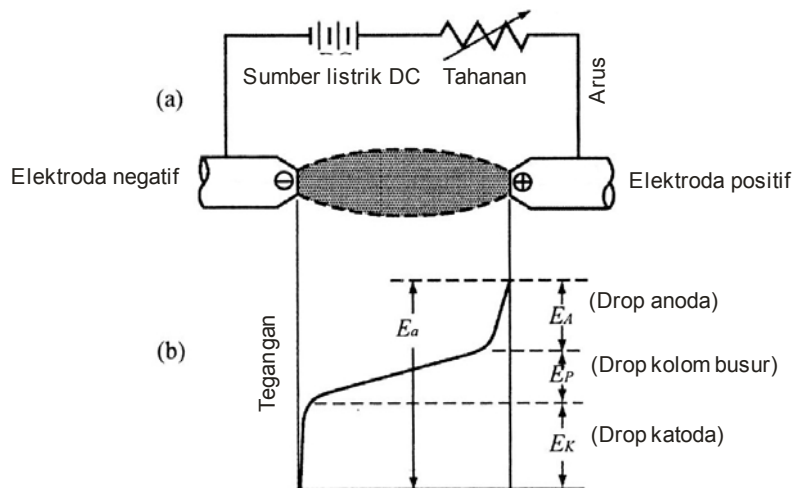 Sumber listrik DC
Tahanan
Arus
(a)
Elektroda negatif
⊖
⊕
Elektroda positif
Tegangan
(b)
Ea
EA
(Drop anoda)
EP
(Drop kolom busur)
EK
(Drop katoda)